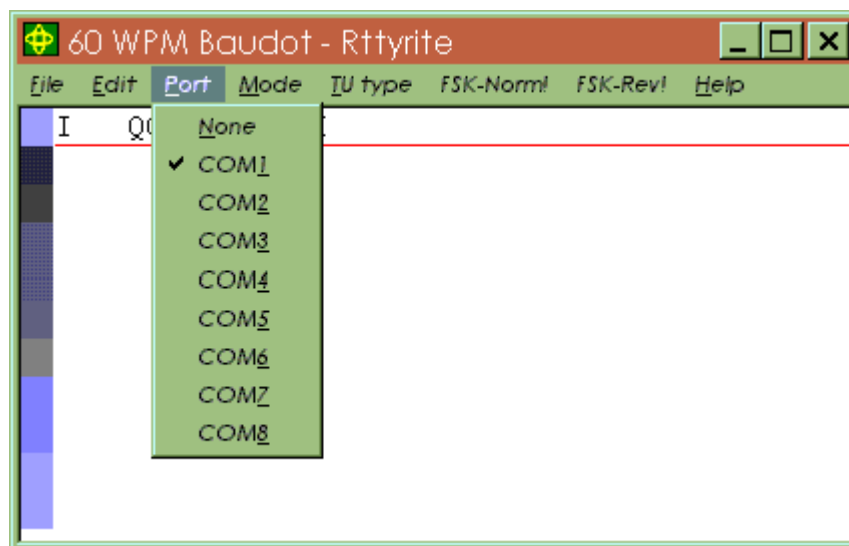 60 WPM Baudot - Rttyrite
File Edit Port Mode TU type FSK-Norm! FSK-Rev! Help
I
None
✔ COM1
COM2
COM3
COM4
COM5
COM6
COM7
COM8